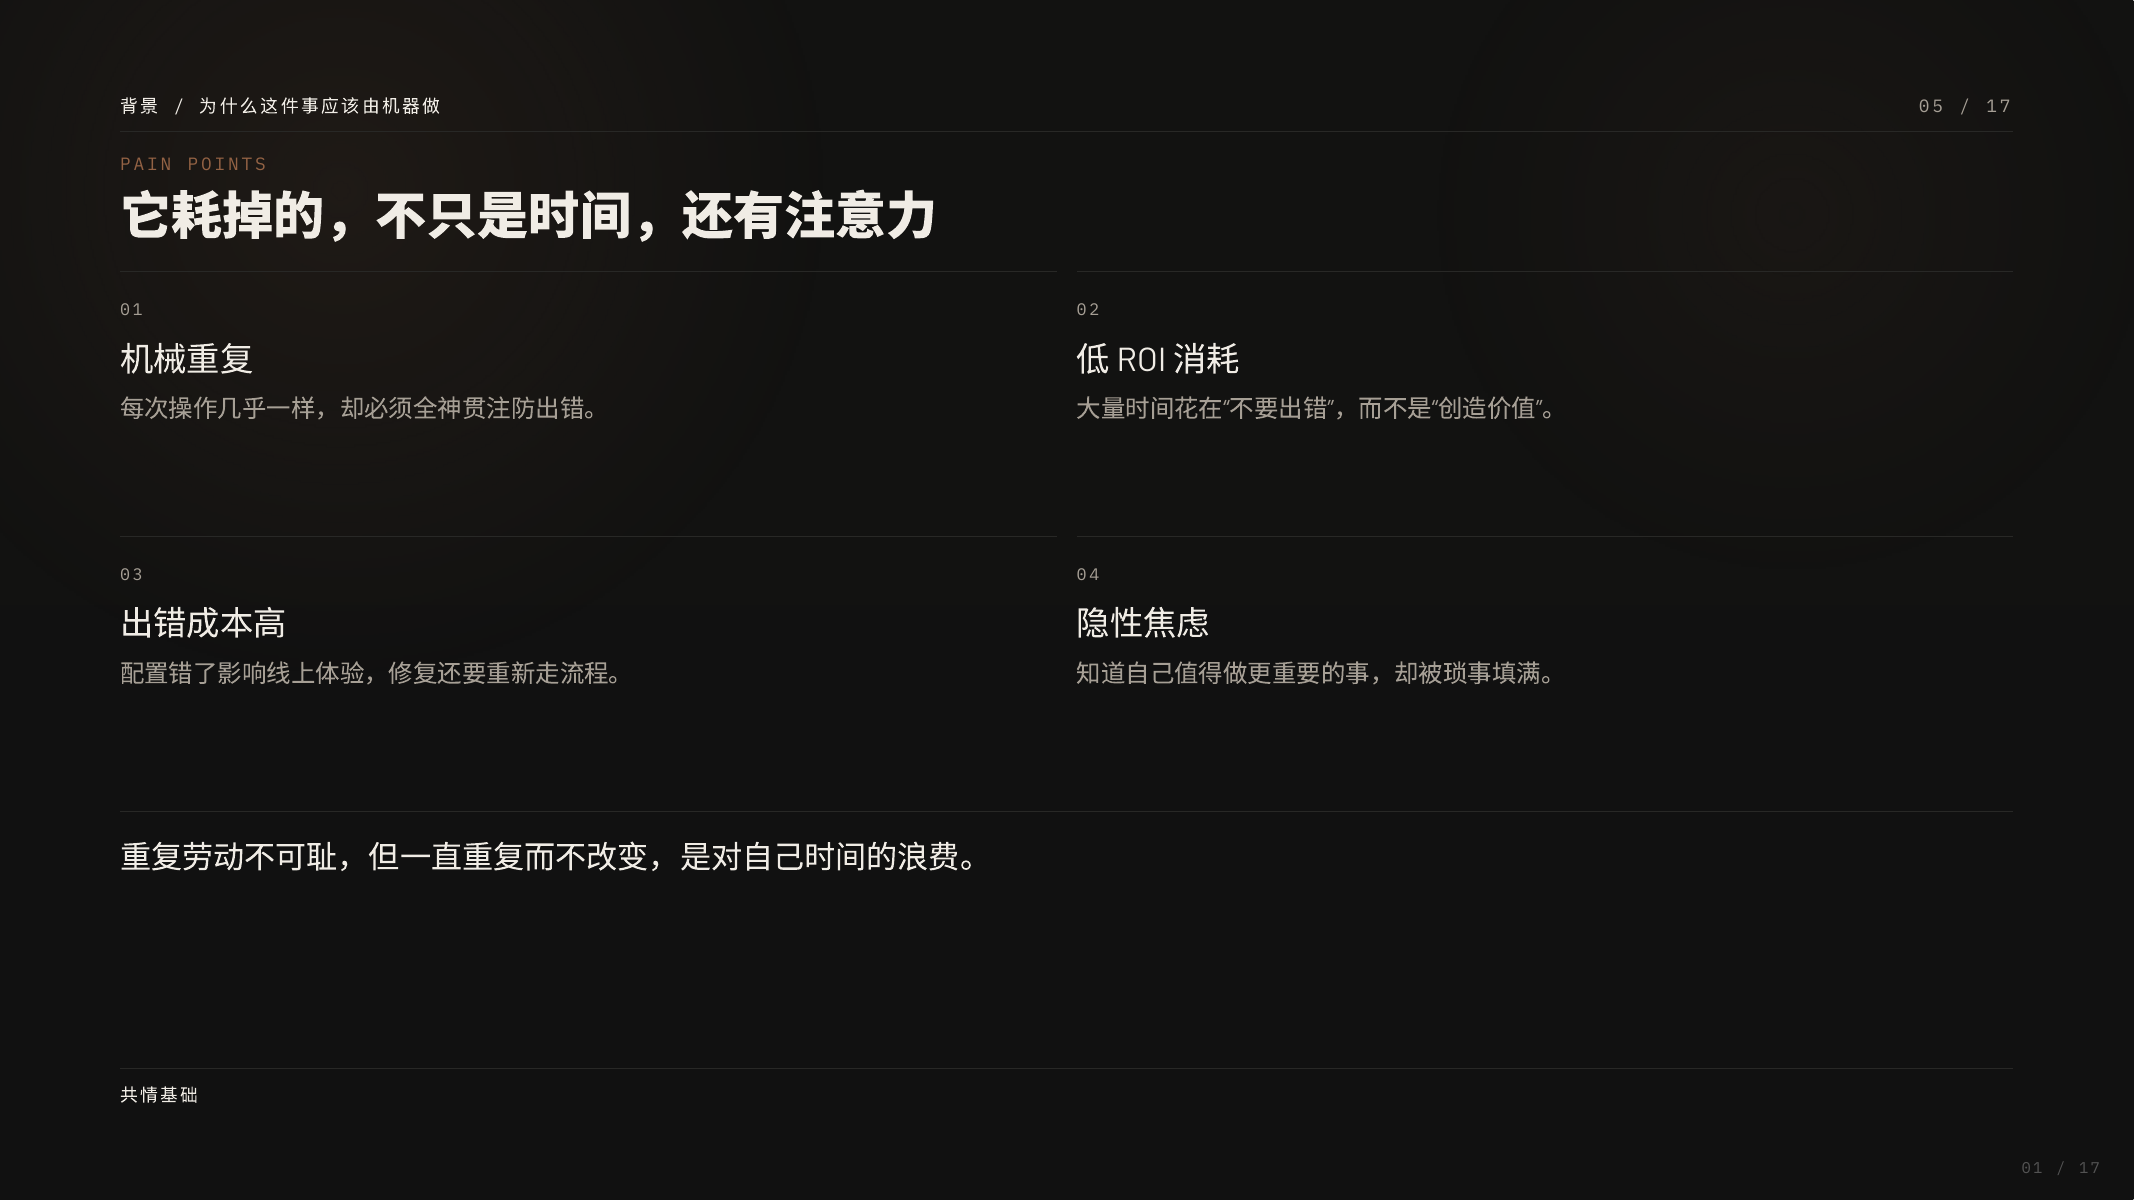 背景 / 为什么这件事应该由机器做
05 / 17
PAIN POINTS
它耗掉的，不只是时间，还有注意力
01
机械重复
每次操作几乎一样，却必须全神贯注防出错。
02
低 ROI 消耗
大量时间花在“不要出错”，而不是“创造价值”。
03
出错成本高
配置错了影响线上体验，修复还要重新走流程。
04
隐性焦虑
知道自己值得做更重要的事，却被琐事填满。
重复劳动不可耻，但一直重复而不改变，是对自己时间的浪费。
共情基础
01 / 17